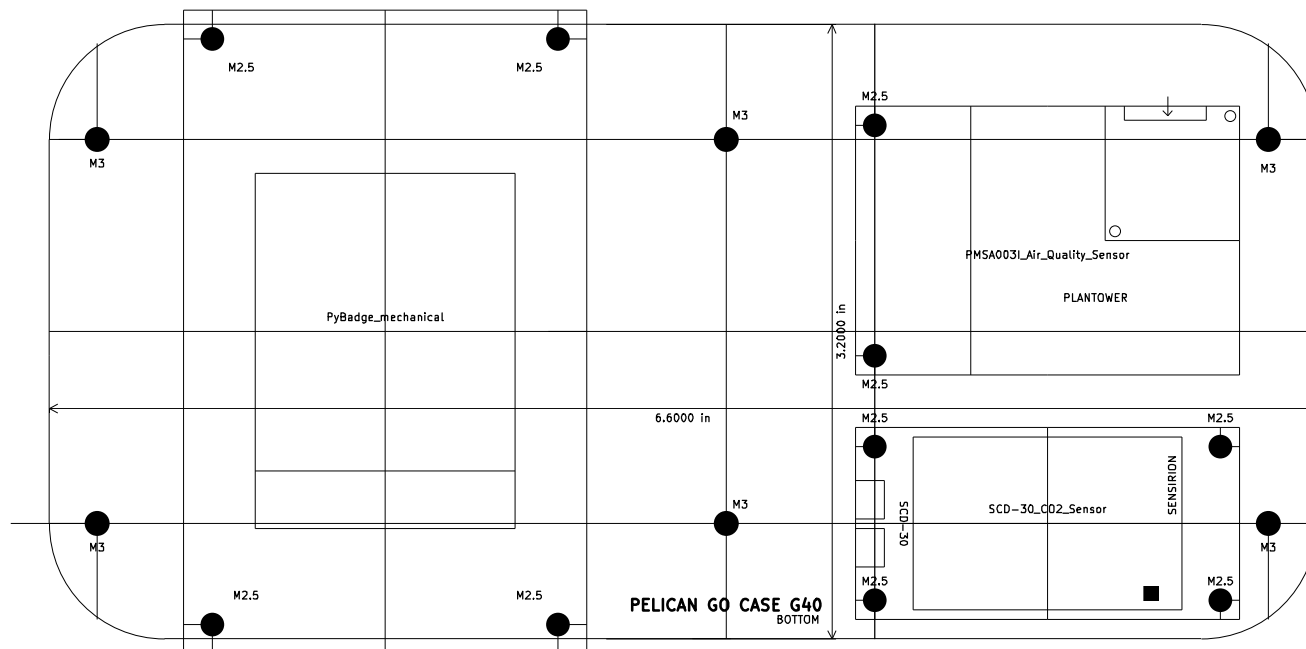 M2.5
M2.5
M2.5
M3
M3
M3
PMSA003I_Air_Quality_Sensor
PLANTOWER
PyBadge_mechanical
3.2000 in
M2.5
6.6000 in
M2.5
M2.5
SENSIRION
M3
SCD-30
SCD-30_CO2_Sensor
M3
M3
M2.5
M2.5
M2.5
M2.5
PELICAN GO CASE G40
BOTTOM